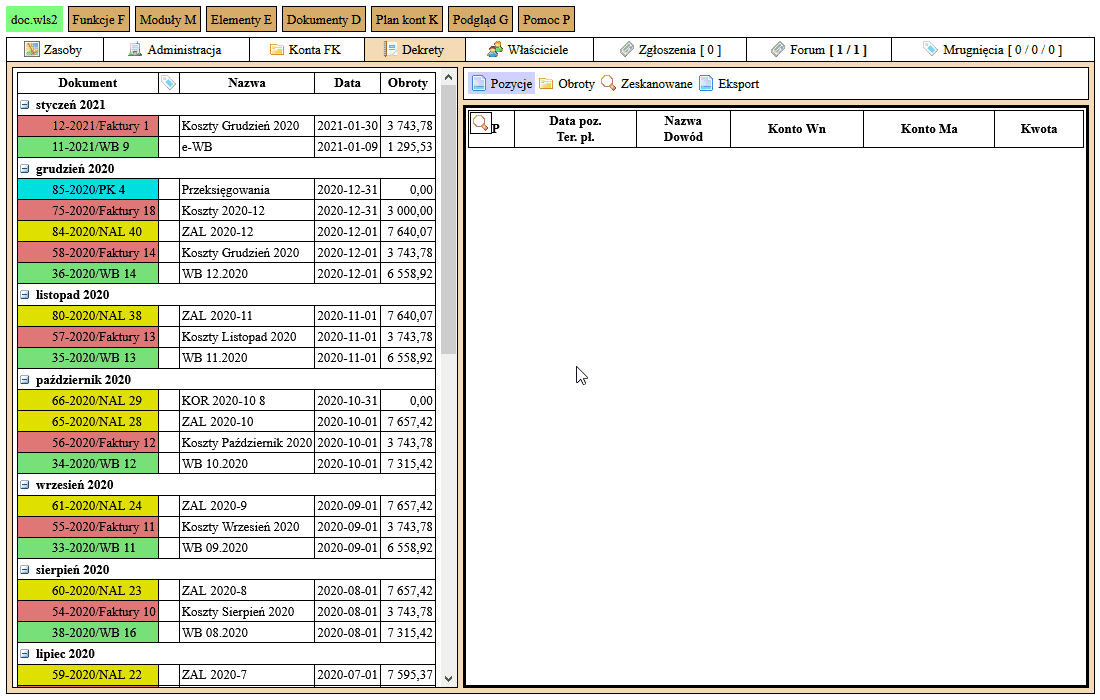 doc.wls2 Funkcje F Moduły M Elementy E Dokumenty D Plan kont K Podgląd G Pomoc P
Zasoby Administracja Konta FK Dekrety Właściciele Zgłoszenia [ 0 ] Forum [ 1 / 1 ] Mrugnięcia [ 0 / 0 / 0 ]
Dokument Nazwa Data Obroty
styczeń 2021
12-2021/Faktury 1 Koszty Grudzień 2020 2021-01-30 3 743,78
11-2021/WB 9 e-WB 2021-01-09 1 295,53
grudzień 2020
85-2020/PK 4 Przeksięgowania 2020-12-31 0,00
75-2020/Faktury 18 Koszty 2020-12 2020-12-31 3 000,00
84-2020/NAL 40 ZAL 2020-12 2020-12-01 7 640,07
58-2020/Faktury 14 Koszty Grudzień 2020 2020-12-01 3 743,78
36-2020/WB 14 WB 12.2020 2020-12-01 6 558,92
listopad 2020
80-2020/NAL 38 ZAL 2020-11 2020-11-01 7 640,07
57-2020/Faktury 13 Koszty Listopad 2020 2020-11-01 3 743,78
35-2020/WB 13 WB 11.2020 2020-11-01 6 558,92
październik 2020
66-2020/NAL 29 KOR 2020-10 8 2020-10-31 0,00
65-2020/NAL 28 ZAL 2020-10 2020-10-01 7 657,42
56-2020/Faktury 12 Koszty Październik 2020 2020-10-01 3 743,78
34-2020/WB 12 WB 10.2020 2020-10-01 7 315,42
wrzesień 2020
61-2020/NAL 24 ZAL 2020-9 2020-09-01 7 657,42
55-2020/Faktury 11 Koszty Wrzesień 2020 2020-09-01 3 743,78
33-2020/WB 11 WB 09.2020 2020-09-01 6 558,92
sierpień 2020
60-2020/NAL 23 ZAL 2020-8 2020-08-01 7 657,42
54-2020/Faktury 10 Koszty Sierpień 2020 2020-08-01 3 743,78
38-2020/WB 16 WB 08.2020 2020-08-01 7 315,42
lipiec 2020
59-2020/NAL 22 ZAL 2020-7 2020-07-01 7 595,37
Pozycje Obroty Zeskanowane Eksport
P Data poz. Nazwa Konto Wn Konto Ma Kwota
Ter. pł. Dowód